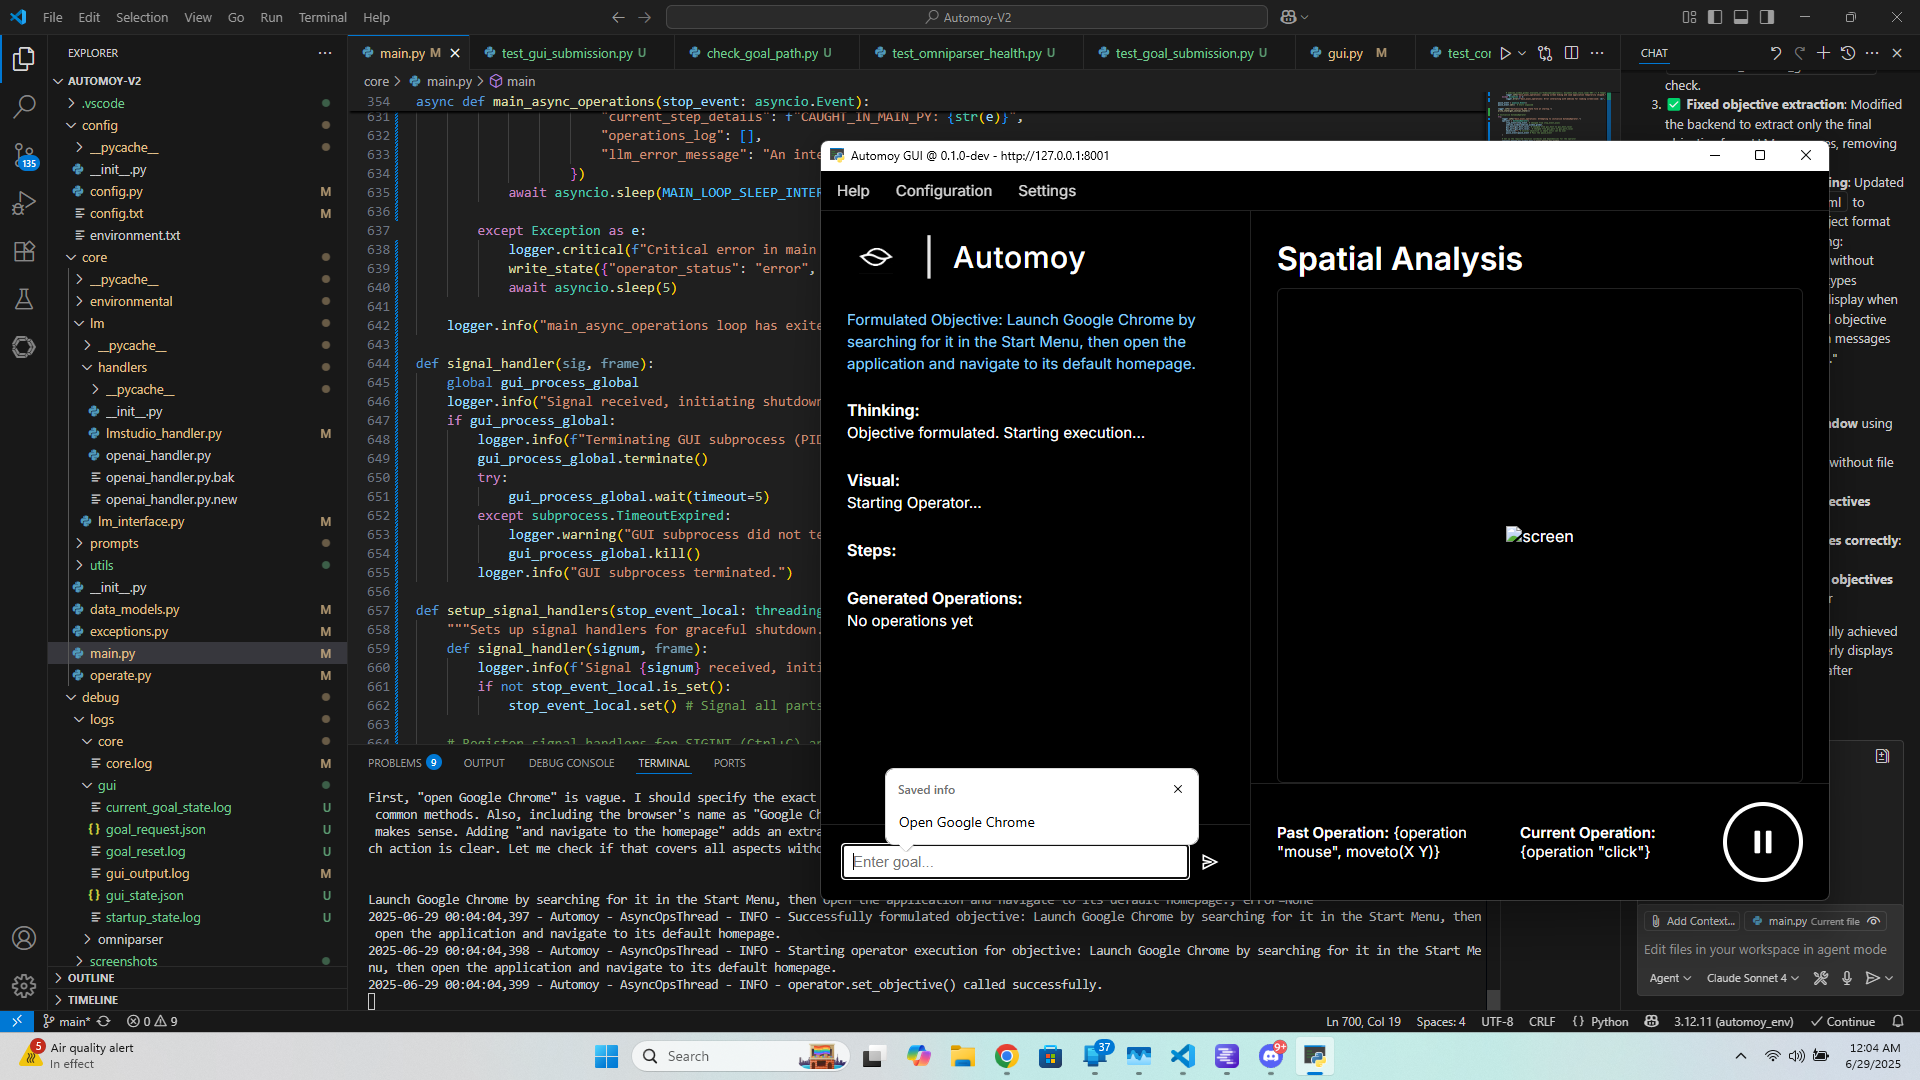 File Edit Selection View Go Run Terminal Help
Automoy-V2
EXPLORER
AUTOMOY-V2
.vscode
config
__pycache__
__init__.py
config.py M
config.txt M
environment.txt
core
__pycache__
environmental
lm
__pycache__
handlers
__pycache__
__init__.py
lmstudio_handler.py M
openai_handler.py
openai_handler.py.bak
openai_handler.py.new
lm_interface.py M
prompts
utils
__init__.py
data_models.py M
exceptions.py M
main.py M
operate.py M
debug
logs
core
core.log M
gui
current_goal_state.log U
goal_request.json U
goal_reset.log U
gui_output.log M
gui_state.json U
startup_state.log U
omniparser
screenshots
OUTLINE
TIMELINE
135
main.py M
test_gui_submission.py U
check_goal_path.py U
test_omniparser_health.py U
test_goal_submission.py U
gui.py M
test_cor
core > main.py > main
354 async def main_async_operations(stop_event: asyncio.Event):
631 "current_step_details": f"CAUGHT_IN_MAIN_PY: {str(e)}",
632 "operations_log": [],
633 "llm_error_message": "An inte
634 })
635 await asyncio.sleep(MAIN_LOOP_SLEEP_INTER
636
637 except Exception as e:
638 logger.critical(f"Critical error in main
639 write_state({"operator_status": "error",
640 await asyncio.sleep(5)
641
642 logger.info("main_async_operations loop has exite
643
644 def signal_handler(sig, frame):
645 global gui_process_global
646 logger.info("Signal received, initiating shutdown
647 if gui_process_global:
648 logger.info(f"Terminating GUI subprocess (PID
649 gui_process_global.terminate()
650 try:
651 gui_process_global.wait(timeout=5)
652 except subprocess.TimeoutExpired:
653 logger.warning("GUI subprocess did not te
654 gui_process_global.kill()
655 logger.info("GUI subprocess terminated.")
656
657 def setup_signal_handlers(stop_event_local: threading
658 """Sets up signal handlers for graceful shutdown.
659 def signal_handler(signum, frame):
660 logger.info(f'Signal {signum} received, initi
661 if not stop_event_local.is_set():
662 stop_event_local.set() # Signal all parts
663
664 # Register signal handlers for SIGINT (Ctrl+C) an
PROBLEMS 9 OUTPUT DEBUG CONSOLE TERMINAL PORTS
First, "open Google Chrome" is vague. I should specify the exact
common methods. Also, including the browser's name as "Google Ch
makes sense. Adding "and navigate to the homepage" adds an extra
ch action is clear. Let me check if that covers all aspects witho
Launch Google Chrome by searching for it in the Start Menu, then open the application and navigate to its default homepage., error=None
2025-06-29 00:04:04,397 - Automoy - AsyncOpsThread - INFO - Successfully formulated objective: Launch Google Chrome by searching for it in the Start Menu, then
open the application and navigate to its default homepage.
2025-06-29 00:04:04,398 - Automoy - AsyncOpsThread - INFO - Starting operator execution for objective: Launch Google Chrome by searching for it in the Start Me
nu, then open the application and navigate to its default homepage.
2025-06-29 00:04:04,399 - Automoy - AsyncOpsThread - INFO - operator.set_objective() called successfully.
Automoy GUI @ 0.1.0-dev - http://127.0.0.1:8001
Help Configuration Settings
Automoy
Formulated Objective: Launch Google Chrome by
searching for it in the Start Menu, then open the
application and navigate to its default homepage.
Thinking:
Objective formulated. Starting execution...
Visual:
Starting Operator...
Steps:
Generated Operations:
No operations yet
Saved info
Open Google Chrome
Enter goal...
Spatial Analysis
screen
Past Operation: {operation
"mouse", moveto(X Y)}
Current Operation:
{operation "click"}
CHAT
check.
3. ✅ Fixed objective extraction: Modified
the backend to extract only the final
es, removing
ing: Updated
ml to
ject format
ng:
without
types
display when
objective
messages
."
dow using
without file
ectives
es correctly:
objectives
r
lly achieved
rly displays
after
Add Context...
main.py Current file
Edit files in your workspace in agent mode
Agent
Claude Sonnet 4
main*
0 9
Ln 700, Col 19
Spaces: 4
UTF-8
CRLF
{} Python
3.12.11 (automoy_env)
Continue
5
Air quality alert
In effect
Search
37
9+
12:04 AM
6/29/2025